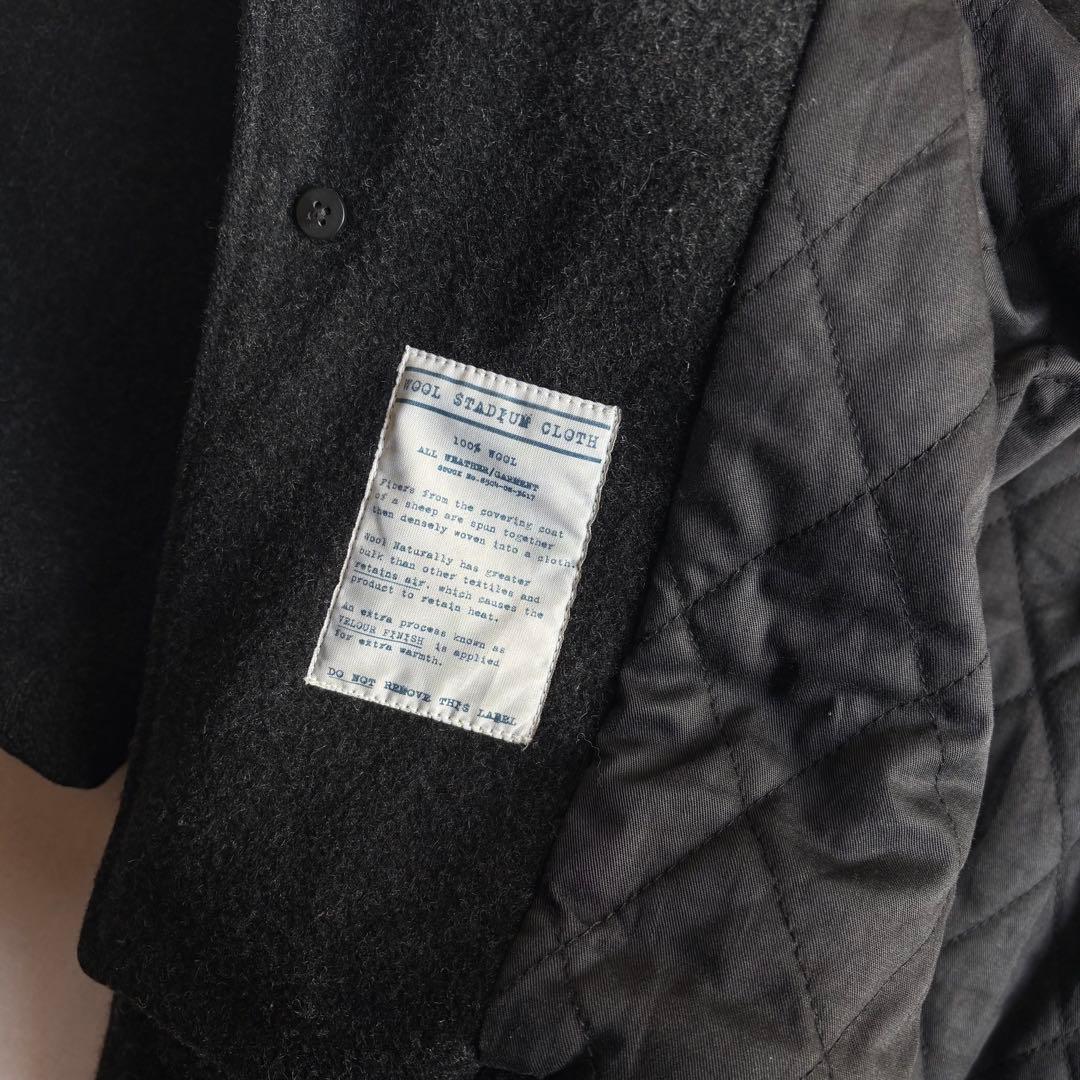 WOOL STADIUM CLOTH
100% WOOL
ALL WEATHER/GARMENT
Fibers from the covering coat
of a sheep are spun together
then densely woven into a cloth.
Wool Naturally has greater
bulk than other textiles and
retains air, which causes the
product to retain heat.
An extra process known as
VELOUR FINISH is applied
for extra warmth.
DO NOT REMOVE THIS LABEL